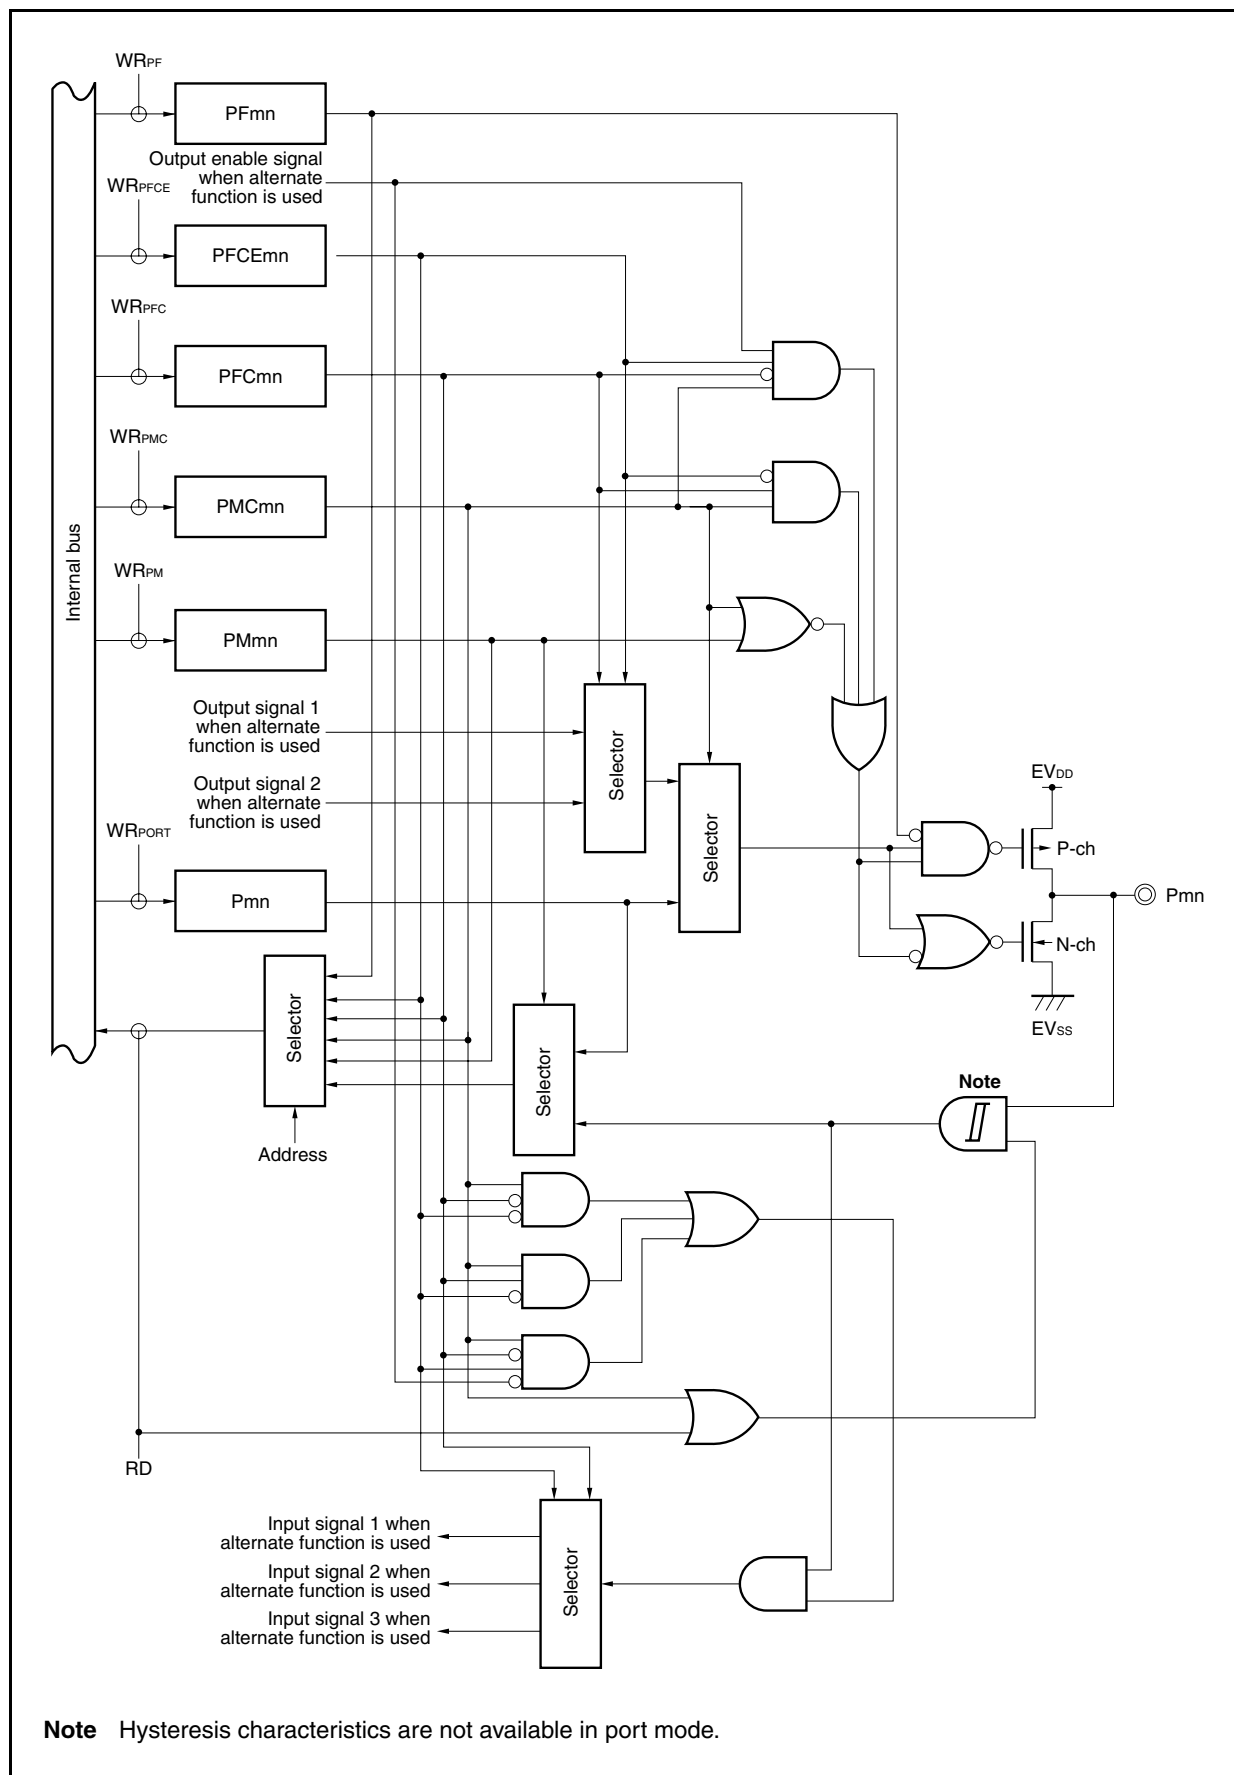 WRPF
PFmn
Output enable signal
when alternate
function is used
WRPFCE
PFCEmn
WRPFC
PFCmn
WRPMC
PMCmn
Internal bus
WRPM
PMmn
Output signal 1
when alternate
function is used
Output signal 2
when alternate
function is used
Selector
Selector
WRPORT
Pmn
EVDD
P-ch
Pmn
N-ch
EVSS
Selector
Selector
Address
Note
RD
Input signal 1 when
alternate function is used
Input signal 2 when
alternate function is used
Input signal 3 when
alternate function is used
Selector
Note Hysteresis characteristics are not available in port mode.